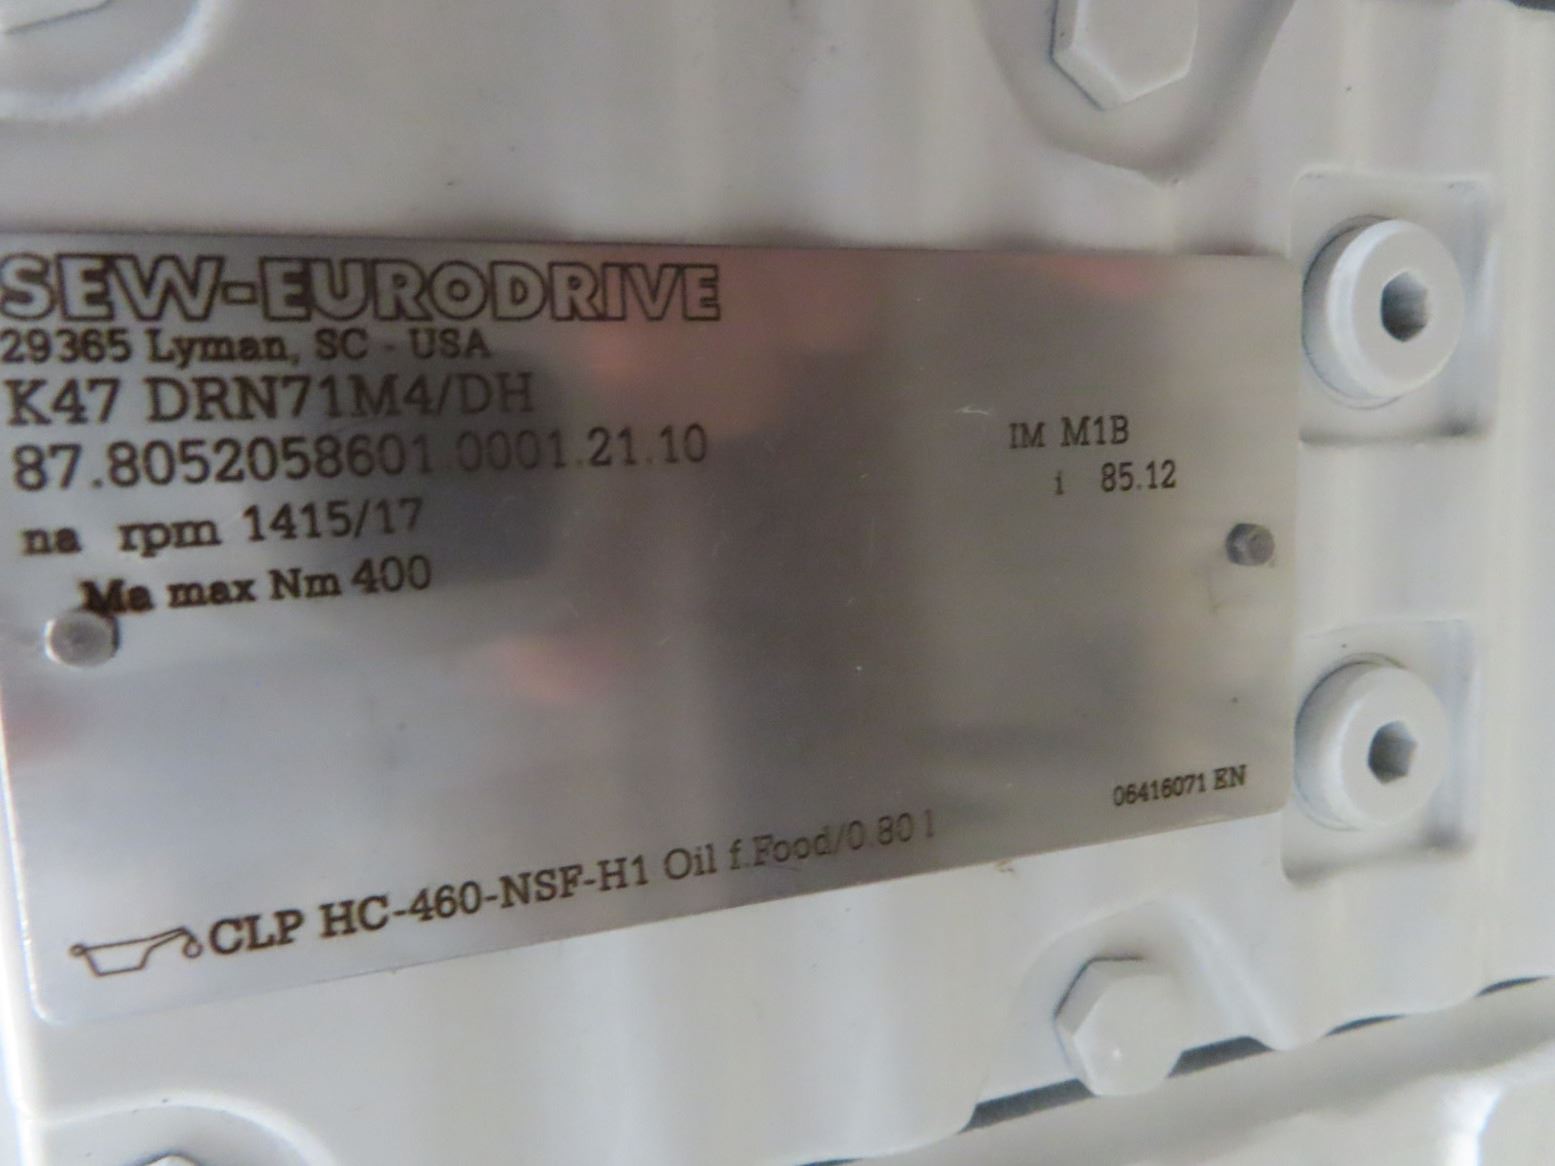 SEW-EURODRIVE
29365 Lyman, SC - USA
K47 DRN71M4/DH
87.8052058601.0001.21.10
IM M1B
i 85.12
na rpm 1415/17
Ma max Nm 400
06416071 EN
CLP HC-460-NSF-H1 Oil f.Food/0.80 l